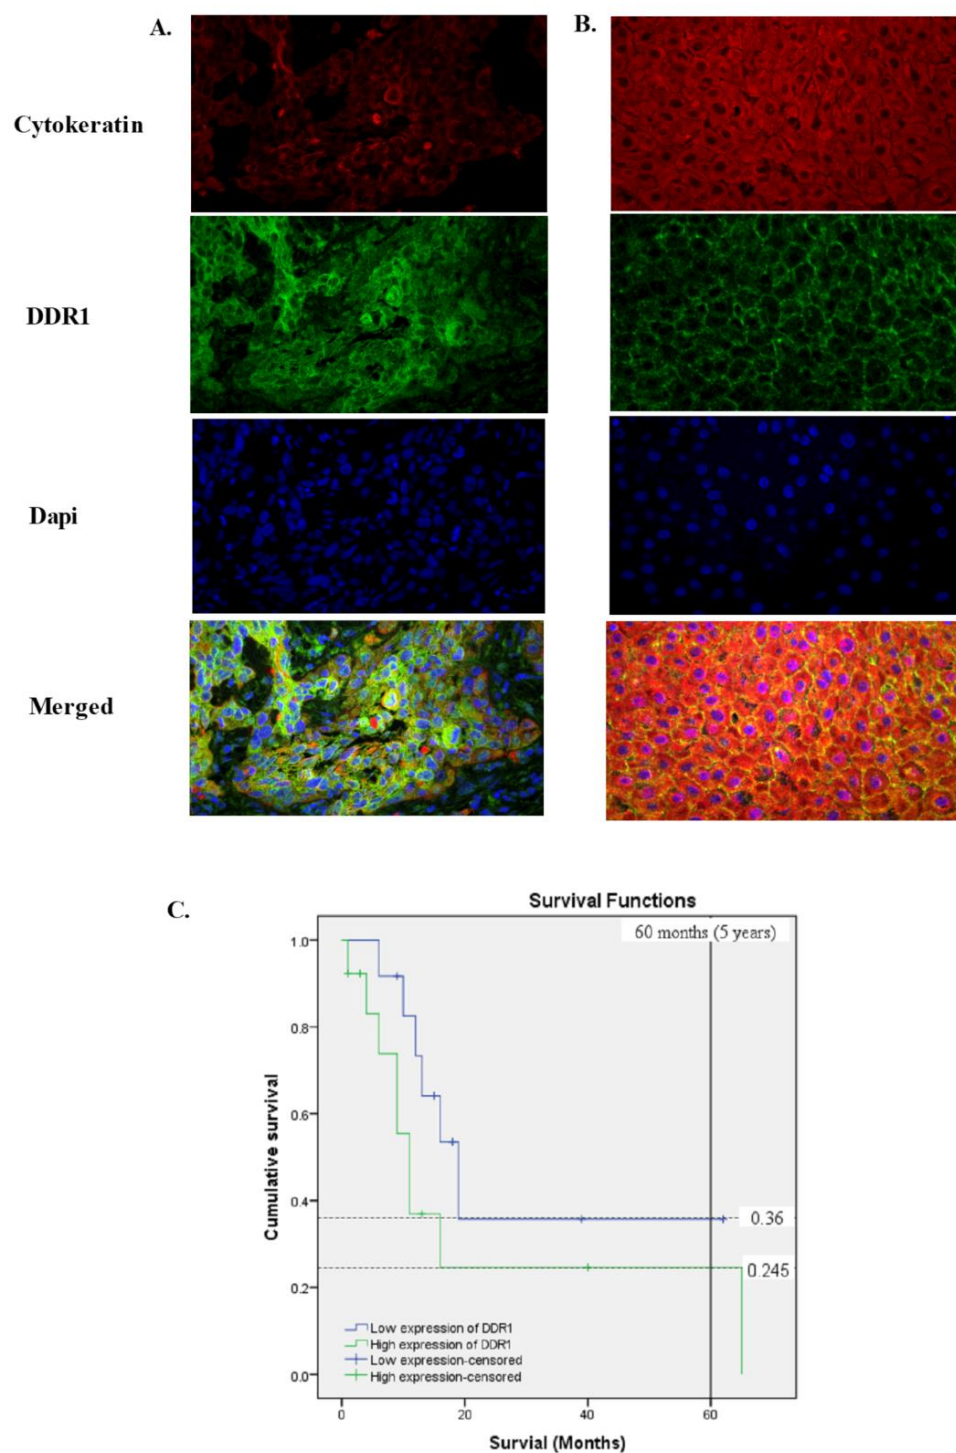 A.
B.
Cytokeratin
DDR1
Dapi
Merged
C.
Survival Functions
60 months (5 years)
1.0
0.8
0.6
0.4
0.2
0.0
Cumulative survival
0.36
0.245
Low expression of DDR1
High expression of DDR1
Low expression-censored
High expression-censored
0
20
40
60
Survial (Months)